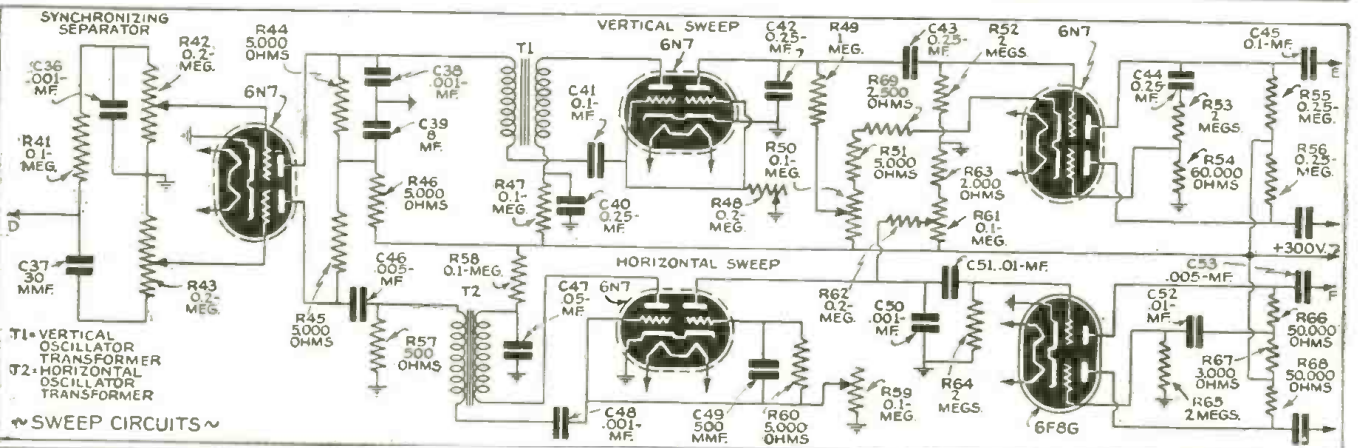 SYNCHRONIZING
SEPARATOR
R42
0.2-
MEG.
R44
5,000
OHMS
C36
.001-
MF.
6N7
R41
0.1-
MEG.
D
C37
30
MMF.
R43
0.2-
MEG.
T1=VERTICAL
OSCILLATOR
TRANSFORMER
T2=HORIZONTAL
OSCILLATOR
TRANSFORMER
~SWEEP CIRCUITS~
C38
.001-
MF.
C39
8
MF.
R46
5,000
OHMS
R45
5,000
OHMS
C46
.005-
MF.
R57
500
OHMS
VERTICAL SWEEP
T1
C41
0.1-
MF.
6N7
C42
0.25-
MF.
R49
1
MEG.
R47
0.1-
MEG.
C40
0.25-
MF.
R48
0.2-
MEG.
R50
0.1-
MEG.
R69
2,500
OHMS
R51
5,000
OHMS
C43
0.25-
MF.
R52
2
MEGS.
R63
2,000
OHMS
R61
0.1-
MEG.
6N7
C44
0.25-
MF.
R53
2
MEGS.
R54
60,000
OHMS
C45
0.1-MF.
E
R55
0.25-
MEG.
R56
0.25-
MEG.
+300V.
HORIZONTAL SWEEP
R58
0.1-MEG.
T2
C47
.05-
MF.
6N7
C48
.001-
MF.
C49
500
MMF.
R60
5,000
OHMS
R59
0.1-
MEG.
R62
0.2-
MEG.
C50
.001-
MF.
C51 .01-MF.
R64
2
MEGS.
6F8G
C52
.01-
MF.
C53
.005-MF.
F
R66
50,000
OHMS
R67
3,000
OHMS
R68
50,000
OHMS
R65
2 MEGS.